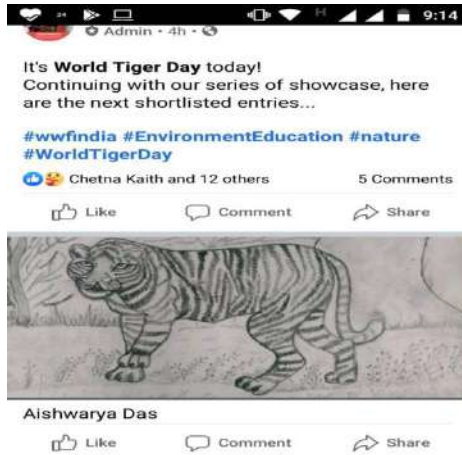 24
H
9:14
Admin • 4h •
It's World Tiger Day today!
Continuing with our series of showcase, here
are the next shortlisted entries...
#wwfindia #EnvironmentEducation #nature
#WorldTigerDay
Chetna Kaith and 12 others 5 Comments
Like Comment Share
Aishwarya Das
Like Comment Share